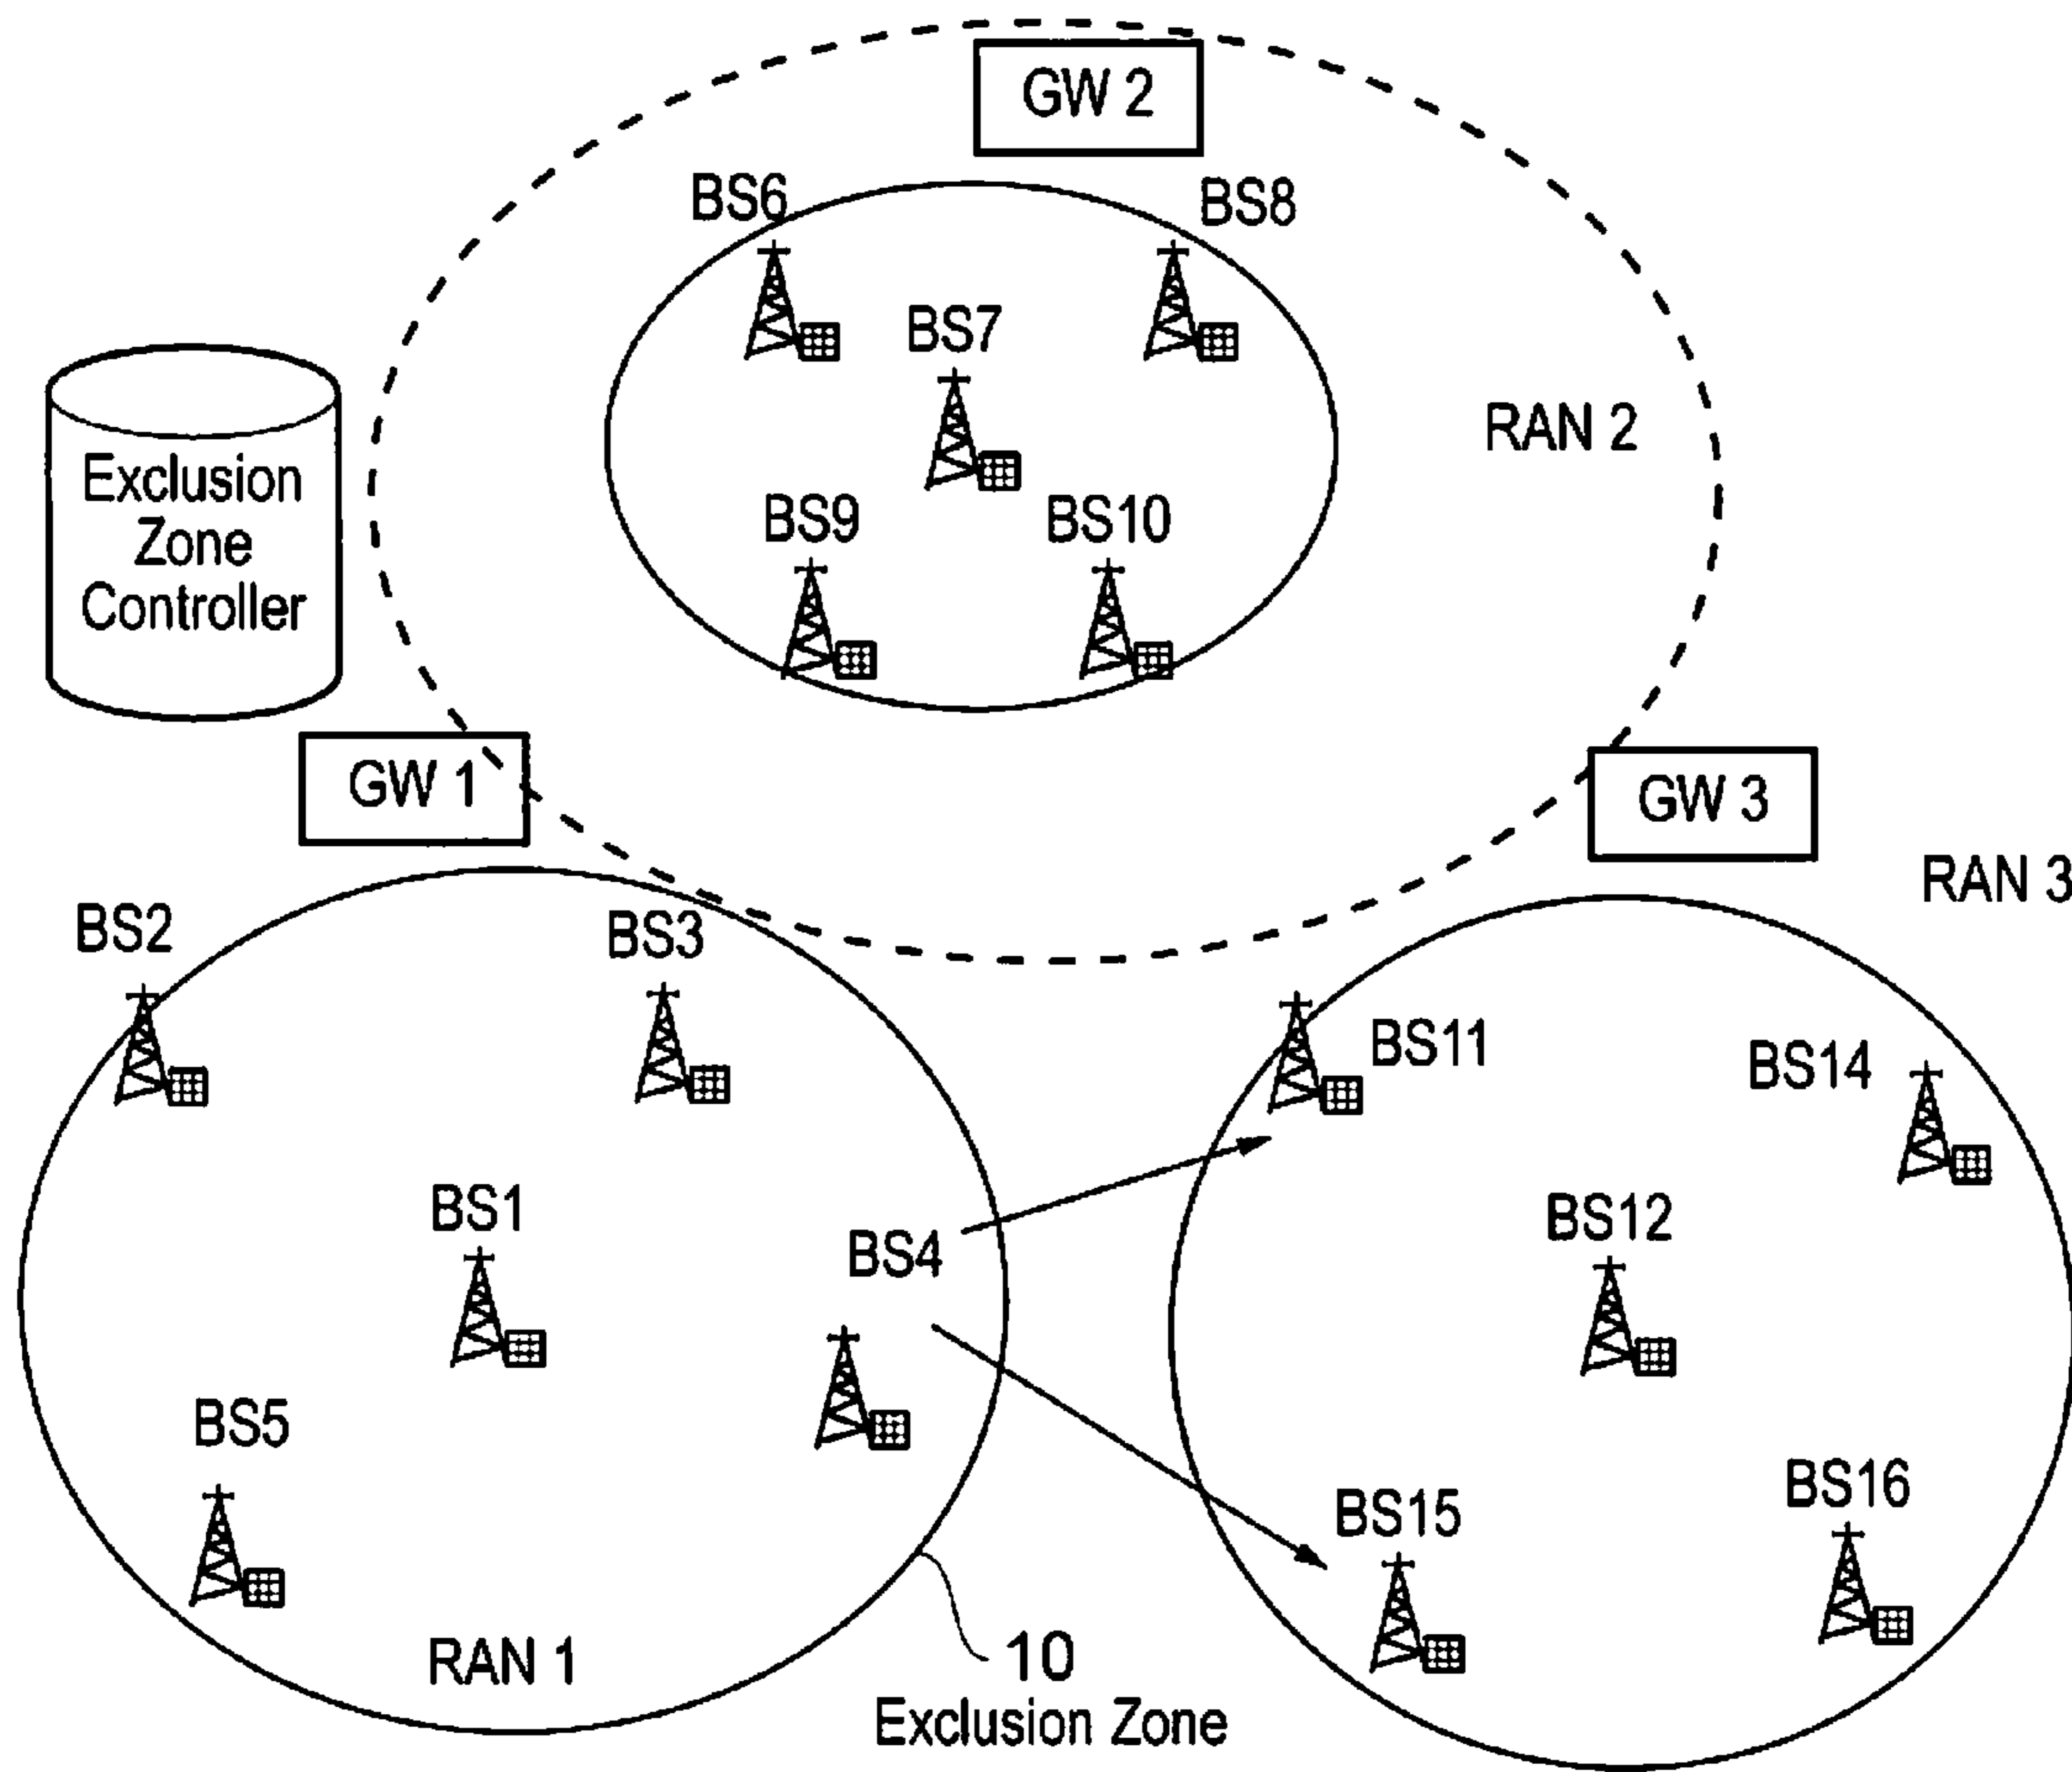 GW 2
BS6
BS8
BS7
RAN 2
Exclusion
Zone
Controller
BS9
BS10
GW 1
GW 3
RAN 3
BS2
BS3
BS11
BS14
BS1
BS4
BS12
BS5
BS15
BS16
RAN 1
10
Exclusion Zone